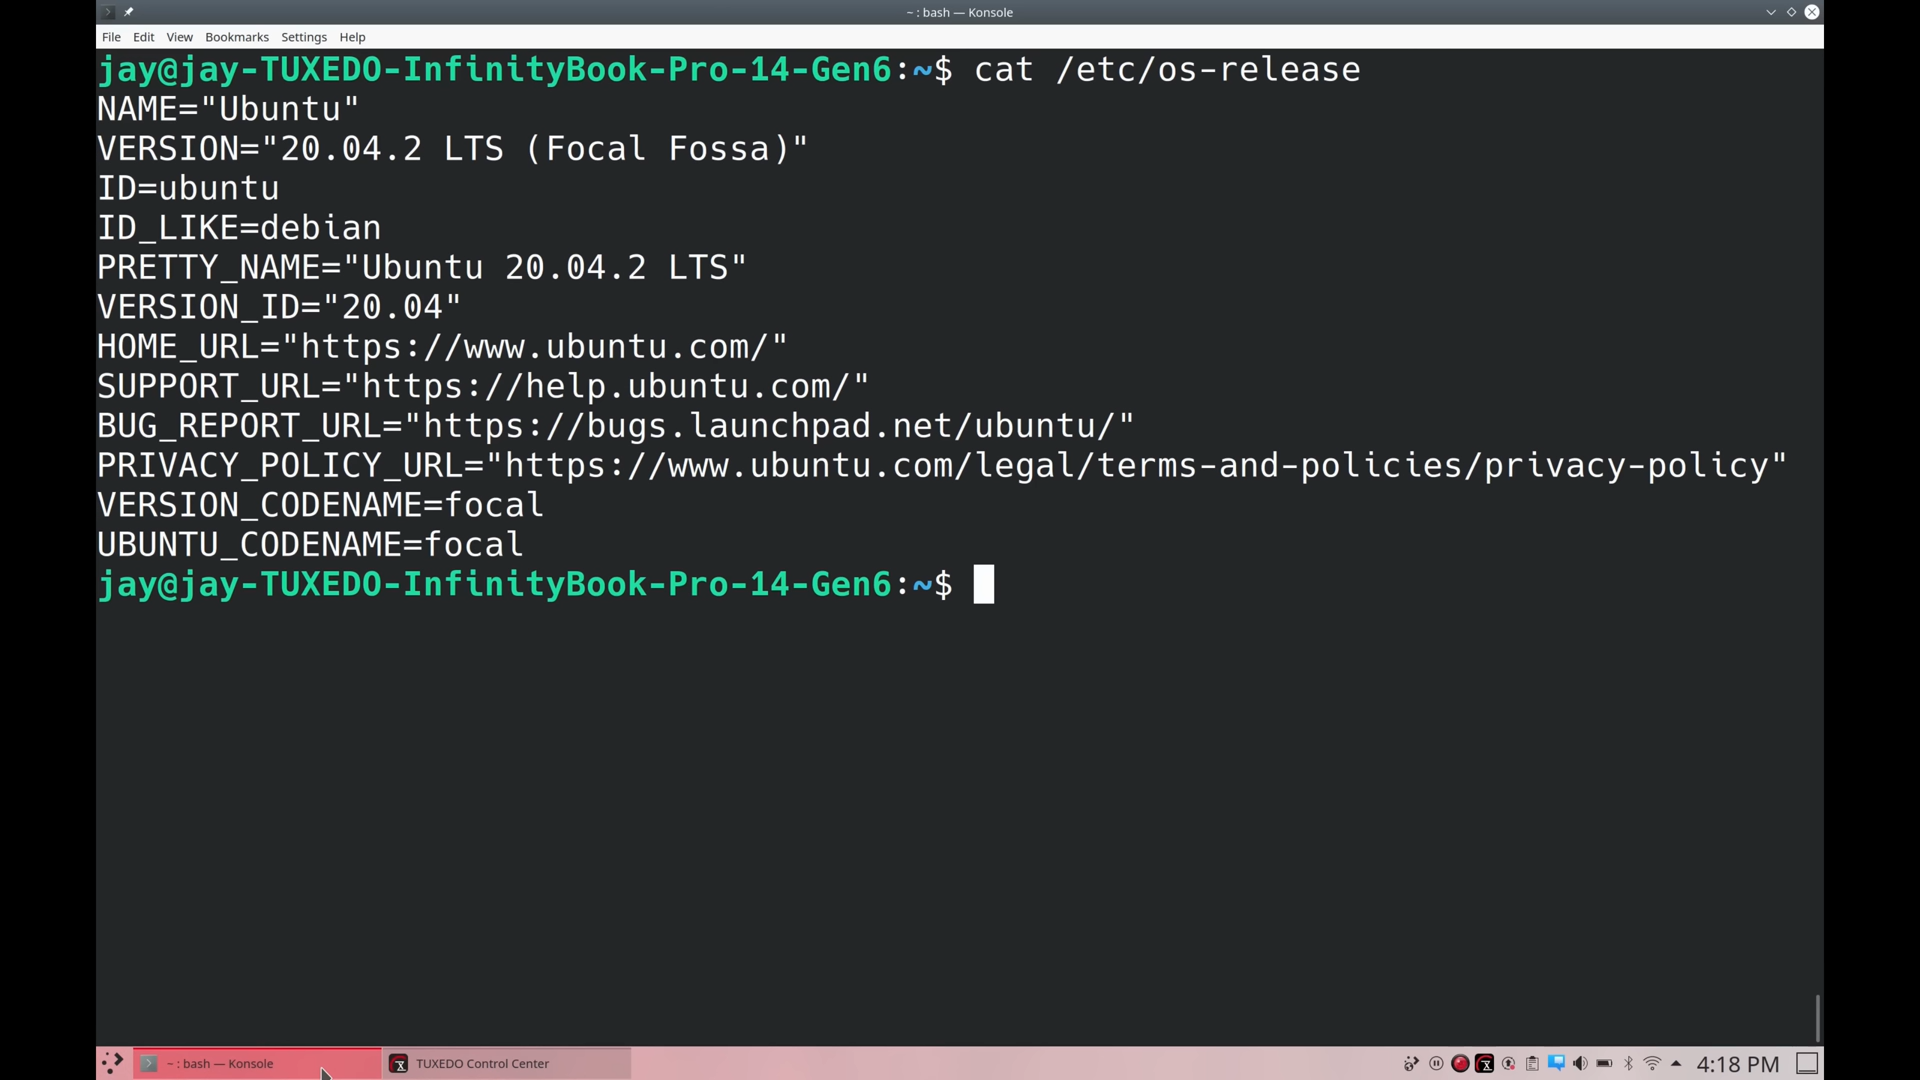 ~ : bash — Konsole
File Edit View Bookmarks Settings Help
jay@jay-TUXEDO-InfinityBook-Pro-14-Gen6:~$ cat /etc/os-release
NAME="Ubuntu"
VERSION="20.04.2 LTS (Focal Fossa)"
ID=ubuntu
ID_LIKE=debian
PRETTY_NAME="Ubuntu 20.04.2 LTS"
VERSION_ID="20.04"
HOME_URL="https://www.ubuntu.com/"
SUPPORT_URL="https://help.ubuntu.com/"
BUG_REPORT_URL="https://bugs.launchpad.net/ubuntu/"
PRIVACY_POLICY_URL="https://www.ubuntu.com/legal/terms-and-policies/privacy-policy"
VERSION_CODENAME=focal
UBUNTU_CODENAME=focal
jay@jay-TUXEDO-InfinityBook-Pro-14-Gen6:~$
~ : bash — Konsole TUXEDO Control Center 4:18 PM